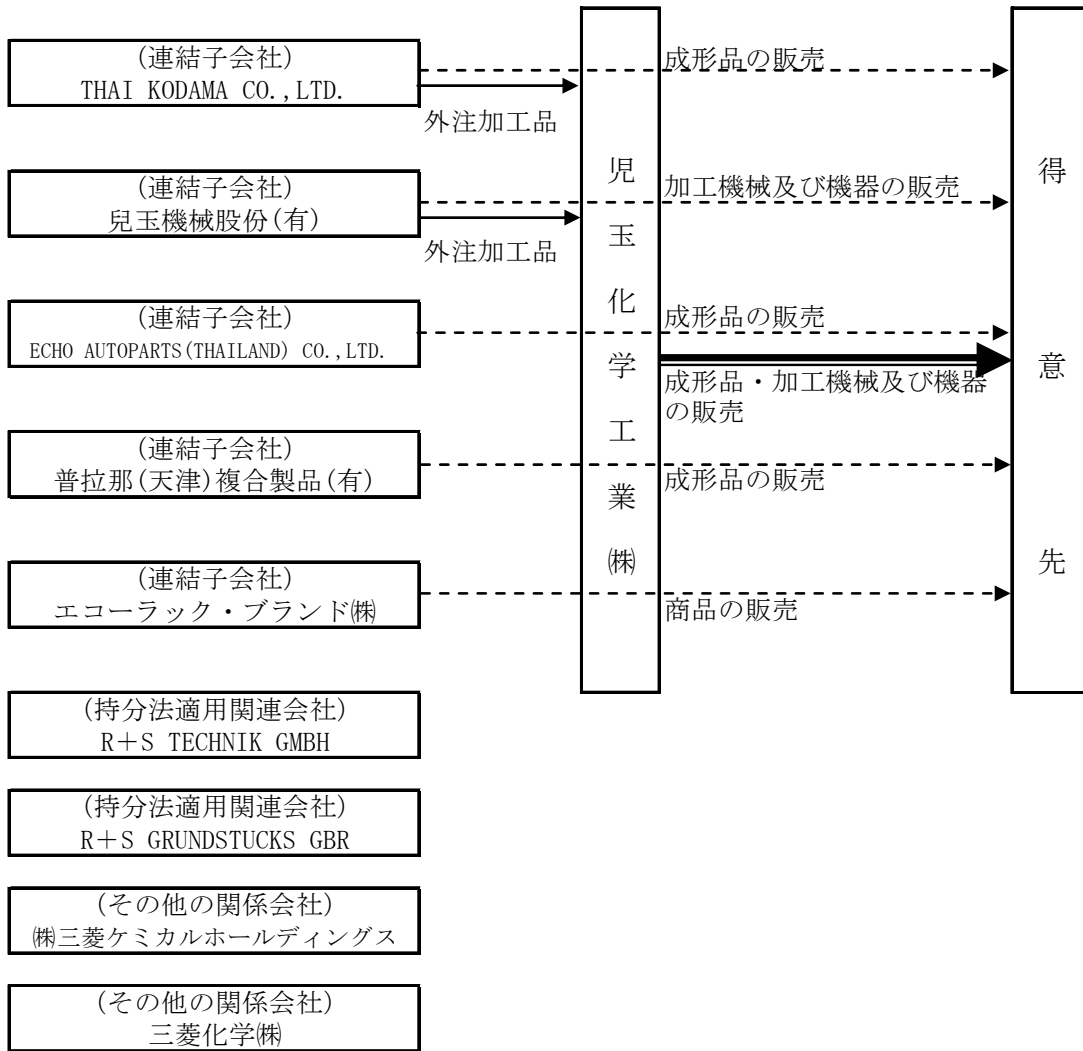 (連結子会社)
THAI KODAMA CO.,LTD.
成形品の販売
外注加工品
(連結子会社)
兒玉機械股份(有)
加工機械及び機器の販売
外注加工品
(連結子会社)
ECHO AUTOPARTS(THAILAND) CO.,LTD.
成形品の販売
成形品・加工機械及び機器
の販売
(連結子会社)
普拉那(天津)複合製品(有)
成形品の販売
(連結子会社)
エコーラック・ブランド㈱
商品の販売
児玉化学工業㈱
得意先
(持分法適用関連会社)
R+S TECHNIK GMBH
(持分法適用関連会社)
R+S GRUNDSTUCKS GBR
(その他の関係会社)
㈱三菱ケミカルホールディングス
(その他の関係会社)
三菱化学㈱